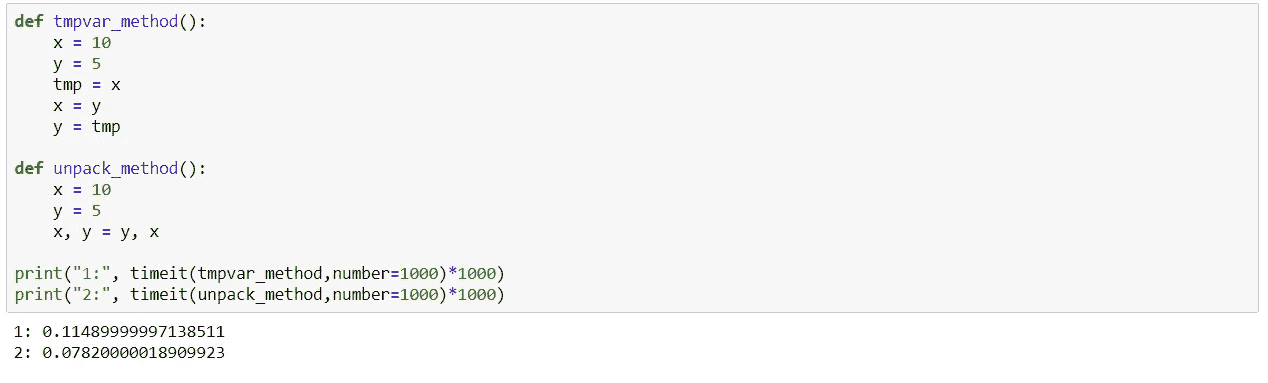 def tmpvar_method():
    x = 10
    y = 5
    tmp = x
    x = y
    y = tmp
def unpack_method():
    x = 10
    y = 5
    x, y = y, x
print("1:", timeit(tmpvar_method,number=1000)*1000)
print("2:", timeit(unpack_method,number=1000)*1000)
1: 0.11489999997138511
2: 0.07820000018909923